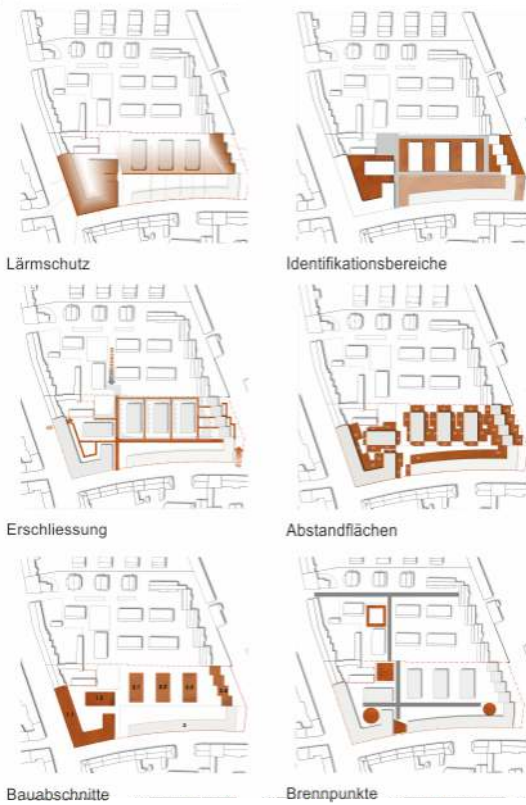 Lärmschutz
Identifikationsbereiche
Erschliessung
Abstandflächen
Bauabschnitte
Brennpunkte